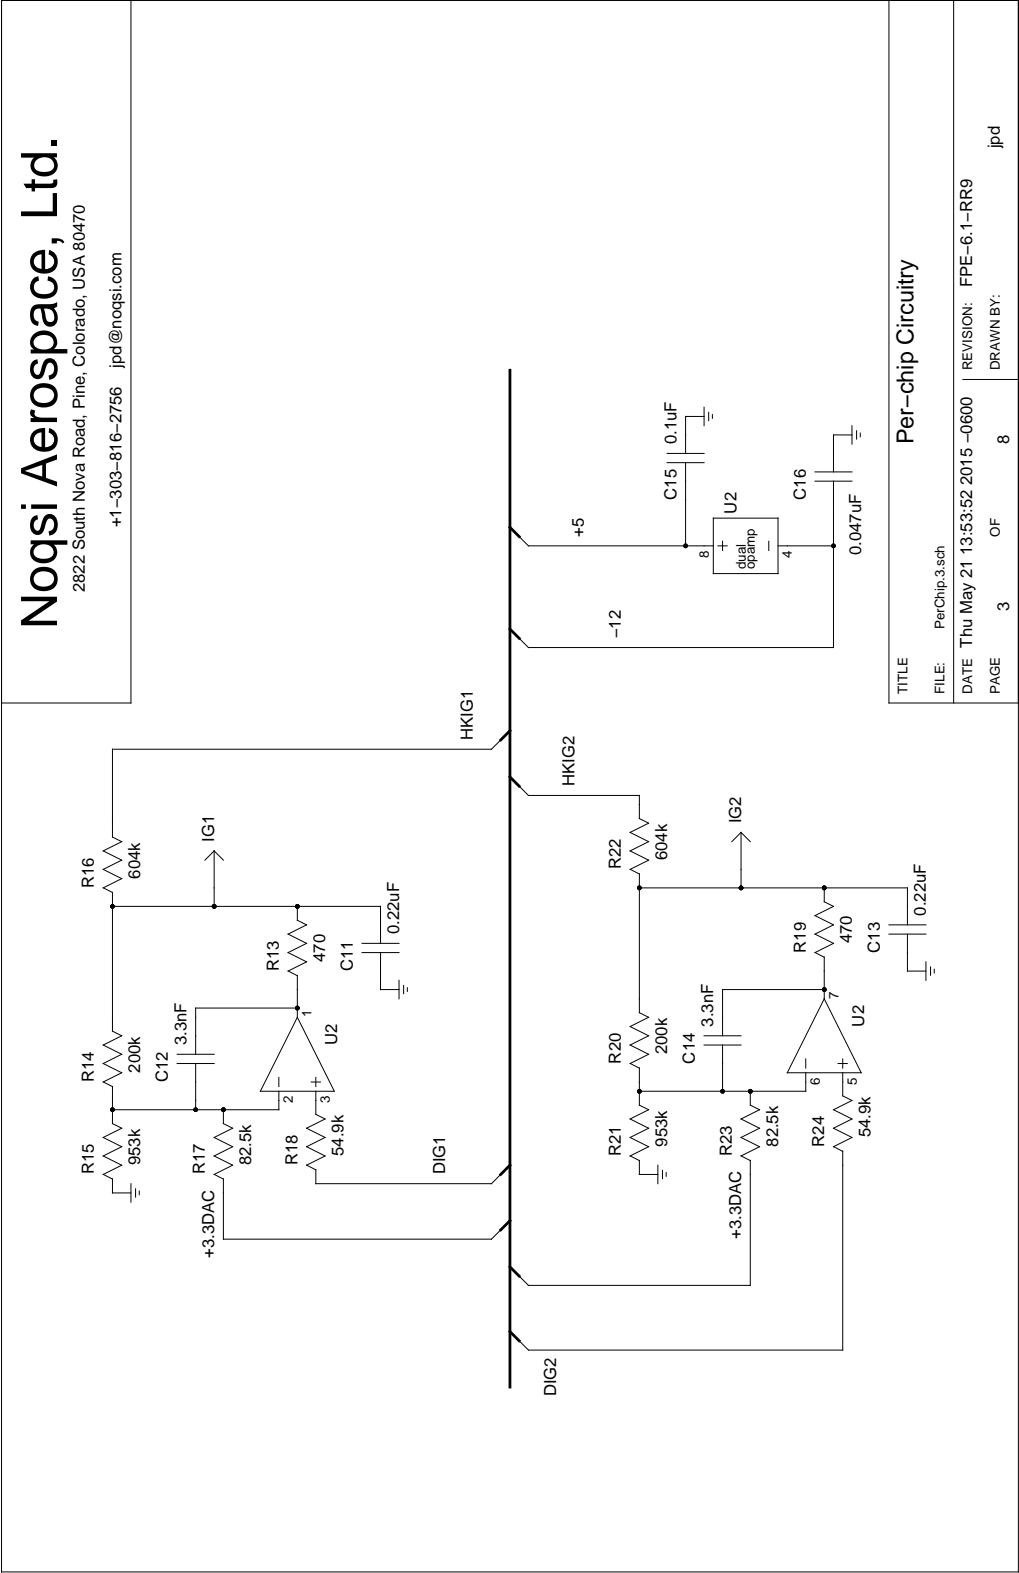 Noqsi Aerospace, Ltd.
2822 South Nova Road, Pine, Colorado, USA 80470
+1−303−816−2756 jpd@noqsi.com
R15
953k
R14
200k
R16
604k
C12
3.3nF
IG1
HKIG1
+3.3DAC
R17
82.5k
2
−
3
+
1
U2
R13
470
C11
0.22uF
R18
54.9k
DIG1
DIG2
HKIG2
−12
+5
C15
0.1uF
8
+
dual
opamp
−
4
U2
C16
0.047uF
R21
953k
R20
200k
R22
604k
C14
3.3nF
IG2
+3.3DAC
R23
82.5k
6
−
5
+
7
U2
R19
470
C13
0.22uF
R24
54.9k
TITLE
Per−chip Circuitry
FILE: PerChip.3.sch
DATE Thu May 21 13:53:52 2015 −0600
REVISION: FPE−6.1−RR9
PAGE 3 OF 8
DRAWN BY: jpd